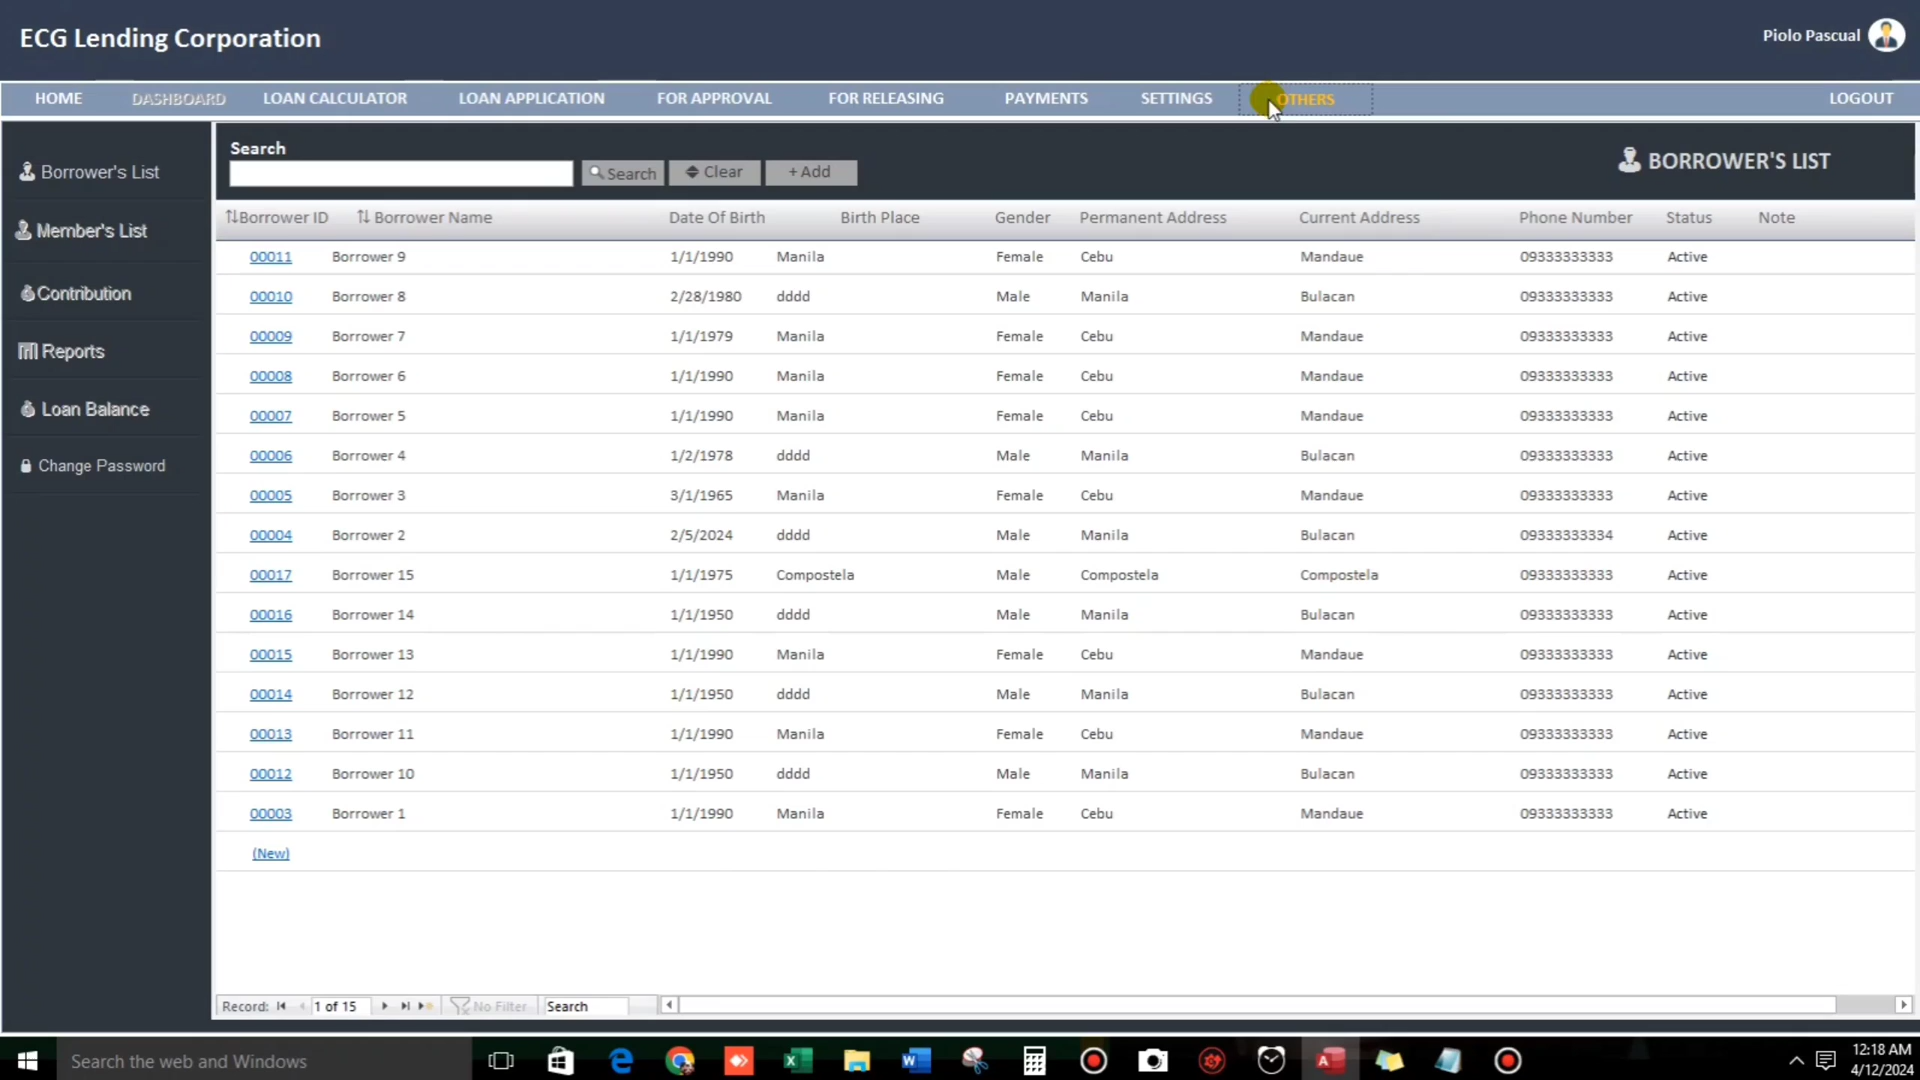 ECG Lending Corporation
Piolo Pascual
HOME DASHBOARD LOAN CALCULATOR LOAN APPLICATION FOR APPROVAL FOR RELEASING PAYMENTS SETTINGS OTHERS LOGOUT
Borrower's List
Member's List
Contribution
Reports
Loan Balance
Change Password
Search
Search Clear + Add
BORROWER'S LIST
Borrower ID Borrower Name Date Of Birth Birth Place Gender Permanent Address Current Address Phone Number Status Note
00011 Borrower 9 1/1/1990 Manila Female Cebu Mandaue 09333333333 Active
00010 Borrower 8 2/28/1980 dddd Male Manila Bulacan 09333333333 Active
00009 Borrower 7 1/1/1979 Manila Female Cebu Mandaue 09333333333 Active
00008 Borrower 6 1/1/1990 Manila Female Cebu Mandaue 09333333333 Active
00007 Borrower 5 1/1/1990 Manila Female Cebu Mandaue 09333333333 Active
00006 Borrower 4 1/2/1978 dddd Male Manila Bulacan 09333333333 Active
00005 Borrower 3 3/1/1965 Manila Female Cebu Mandaue 09333333333 Active
00004 Borrower 2 2/5/2024 dddd Male Manila Bulacan 09333333334 Active
00017 Borrower 15 1/1/1975 Compostela Male Compostela Compostela 09333333333 Active
00016 Borrower 14 1/1/1950 dddd Male Manila Bulacan 09333333333 Active
00015 Borrower 13 1/1/1990 Manila Female Cebu Mandaue 09333333333 Active
00014 Borrower 12 1/1/1950 dddd Male Manila Bulacan 09333333333 Active
00013 Borrower 11 1/1/1990 Manila Female Cebu Mandaue 09333333333 Active
00012 Borrower 10 1/1/1950 dddd Male Manila Bulacan 09333333333 Active
00003 Borrower 1 1/1/1990 Manila Female Cebu Mandaue 09333333333 Active
(New)
Record: 1 of 15 No Filter Search
Search the web and Windows
12:18 AM
4/12/2024